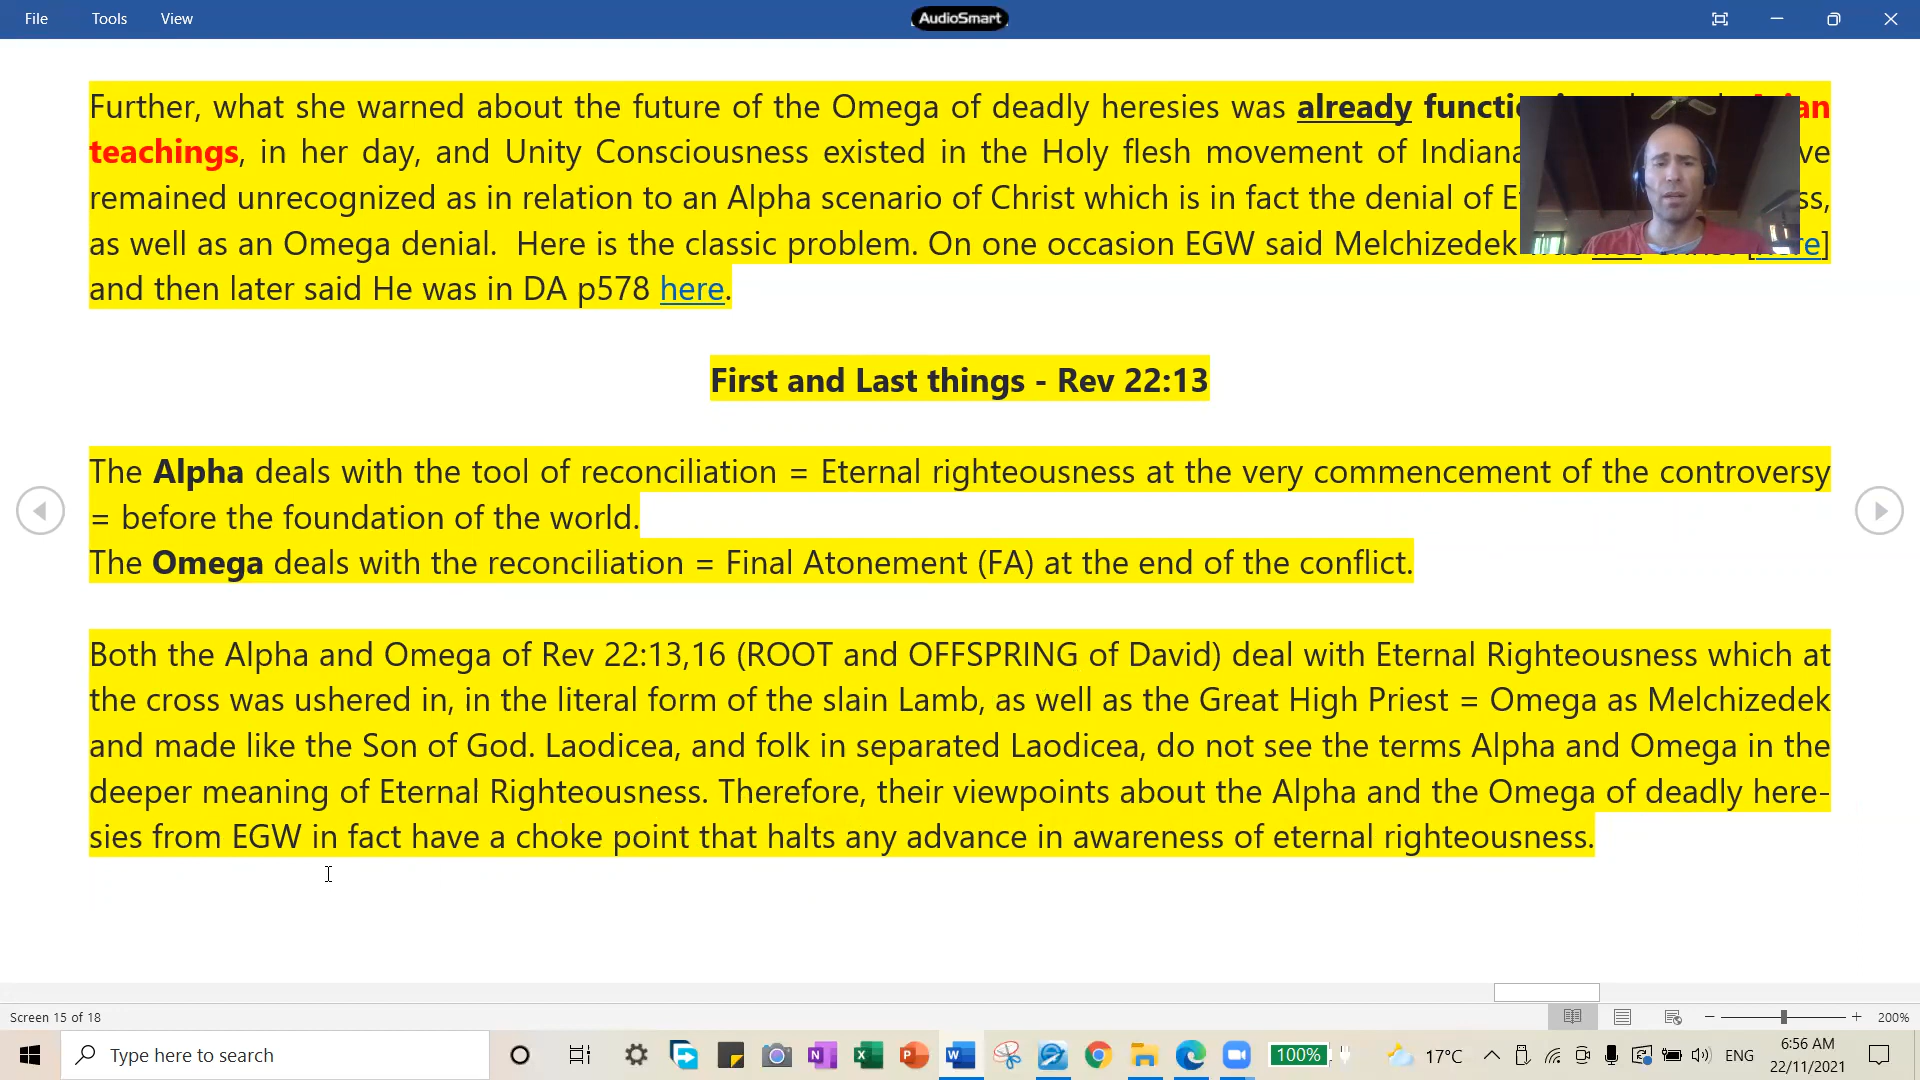 File Tools View AudioSmart
Further, what she warned about the future of the Omega of deadly heresies was already functi
teachings, in her day, and Unity Consciousness existed in the Holy flesh movement of Indiana
remained unrecognized as in relation to an Alpha scenario of Christ which is in fact the denial of
as well as an Omega denial. Here is the classic problem. On one occasion EGW said Melchizedek
and then later said He was in DA p578 here.
First and Last things - Rev 22:13
The Alpha deals with the tool of reconciliation = Eternal righteousness at the very commencement of the controversy
= before the foundation of the world.
The Omega deals with the reconciliation = Final Atonement (FA) at the end of the conflict.
Both the Alpha and Omega of Rev 22:13,16 (ROOT and OFFSPRING of David) deal with Eternal Righteousness which at
the cross was ushered in, in the literal form of the slain Lamb, as well as the Great High Priest = Omega as Melchizedek
and made like the Son of God. Laodicea, and folk in separated Laodicea, do not see the terms Alpha and Omega in the
deeper meaning of Eternal Righteousness. Therefore, their viewpoints about the Alpha and the Omega of deadly here-
sies from EGW in fact have a choke point that halts any advance in awareness of eternal righteousness.
Screen 15 of 18 200%
Type here to search 100% 17°C ENG 6:56 AM
22/11/2021